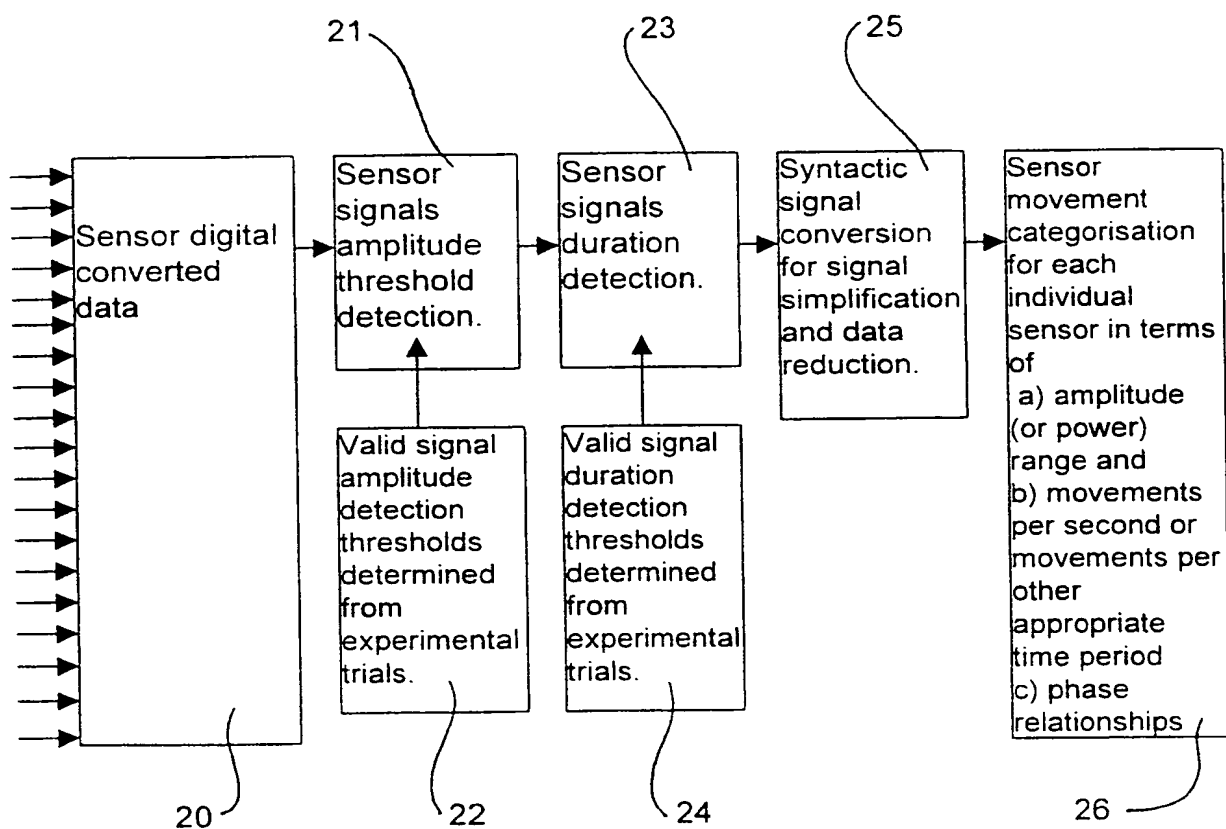 21
23
25
Sensor digital
converted
data
Sensor
signals
amplitude
threshold
detection.
Sensor
signals
duration
detection.
Syntactic
signal
conversion
for signal
simplification
and data
reduction.
Sensor
movement
categorisation
for each
individual
sensor in terms
of
a) amplitude
(or power)
range and
b) movements
per second or
movements per
other
appropriate
time period
c) phase
relationships
Valid signal
amplitude
detection
thresholds
determined
from
experimental
trials.
Valid signal
duration
detection
thresholds
determined
from
experimental
trials.
20
22
24
26